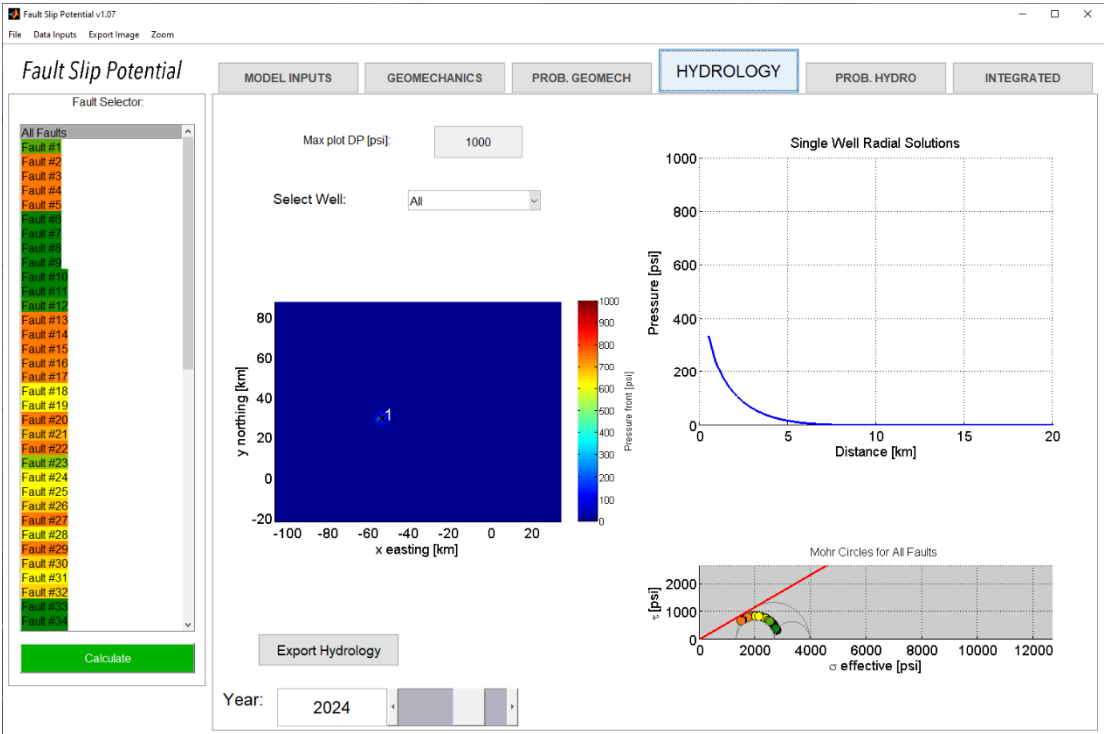 Fault Slip Potential v1.07
File Data Inputs Export Image Zoom
Fault Slip Potential
MODEL INPUTS GEOMECHANICS PROB. GEOMECH HYDROLOGY PROB. HYDRO INTEGRATED
Fault Selector:
All Faults
Fault #1
Fault #2
Fault #3
Fault #4
Fault #5
Fault #6
Fault #7
Fault #8
Fault #9
Fault #10
Fault #11
Fault #12
Fault #13
Fault #14
Fault #15
Fault #16
Fault #17
Fault #18
Fault #19
Fault #20
Fault #21
Fault #22
Fault #23
Fault #24
Fault #25
Fault #26
Fault #27
Fault #28
Fault #29
Fault #30
Fault #31
Fault #32
Fault #33
Fault #34
Calculate
Max plot DP [psi]: 1000
Select Well: All
80
60
40
20
0
-20
y northing [km]
1
-100 -80 -60 -40 -20 0 20
x easting [km]
1000
900
800
700
600
500
400
300
200
100
0
Pressure front [psi]
Export Hydrology
Year: 2024
Single Well Radial Solutions
1000
800
600
400
200
0
Pressure [psi]
0 5 10 15 20
Distance [km]
Mohr Circles for All Faults
2000
1000
0
τ [psi]
0 2000 4000 6000 8000 10000 12000
σ effective [psi]